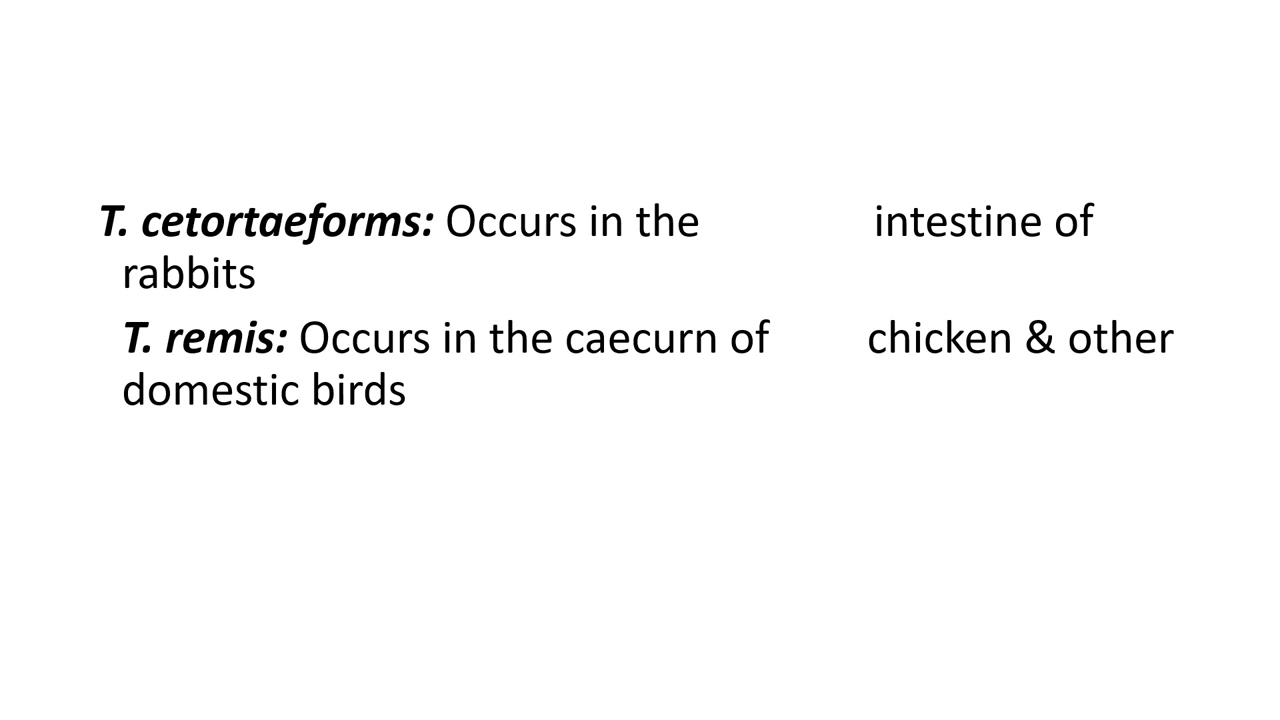 T. cetortaeforms: Occurs in the intestine of
rabbits
T. remis: Occurs in the caecurn of chicken & other
domestic birds